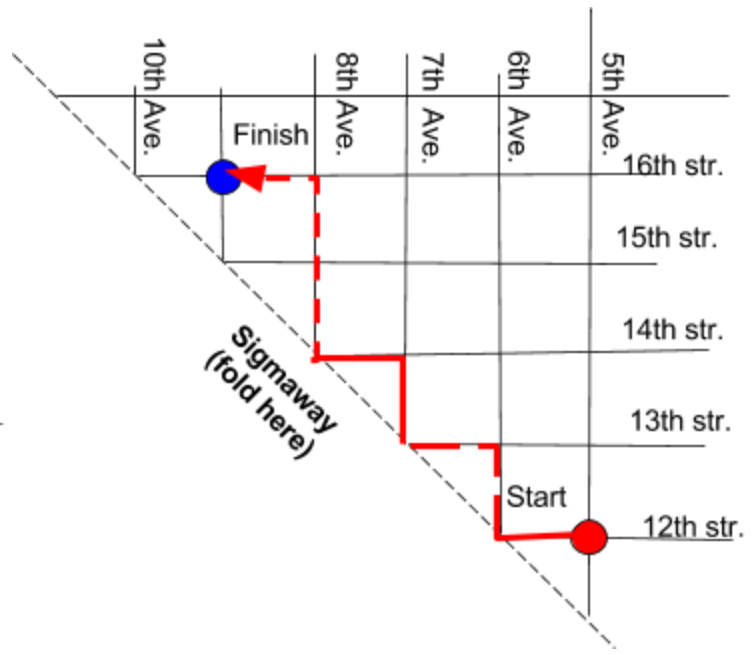 10th Ave.
8th Ave.
7th Ave.
6th Ave.
5th Ave.
Finish
16th str.
15th str.
14th str.
Sigmaway
(fold here)
13th str.
Start
12th str.